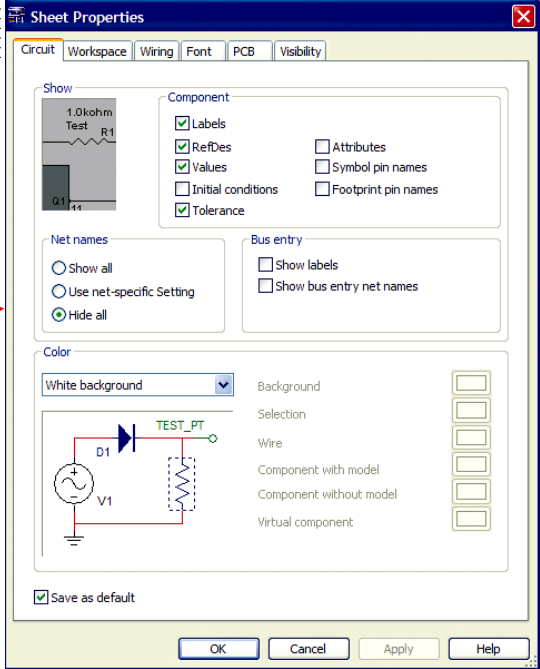 Sheet Properties
Circuit Workspace Wiring Font PCB Visibility
Show
1.0kohm
Test
R1
Q1
11
Component
Labels
RefDes
Values
Initial conditions
Tolerance
Attributes
Symbol pin names
Footprint pin names
Net names
Show all
Use net-specific Setting
Hide all
Bus entry
Show labels
Show bus entry net names
Color
White background
TEST_PT
D1
V1
Background
Selection
Wire
Component with model
Component without model
Virtual component
Save as default
OK Cancel Apply Help